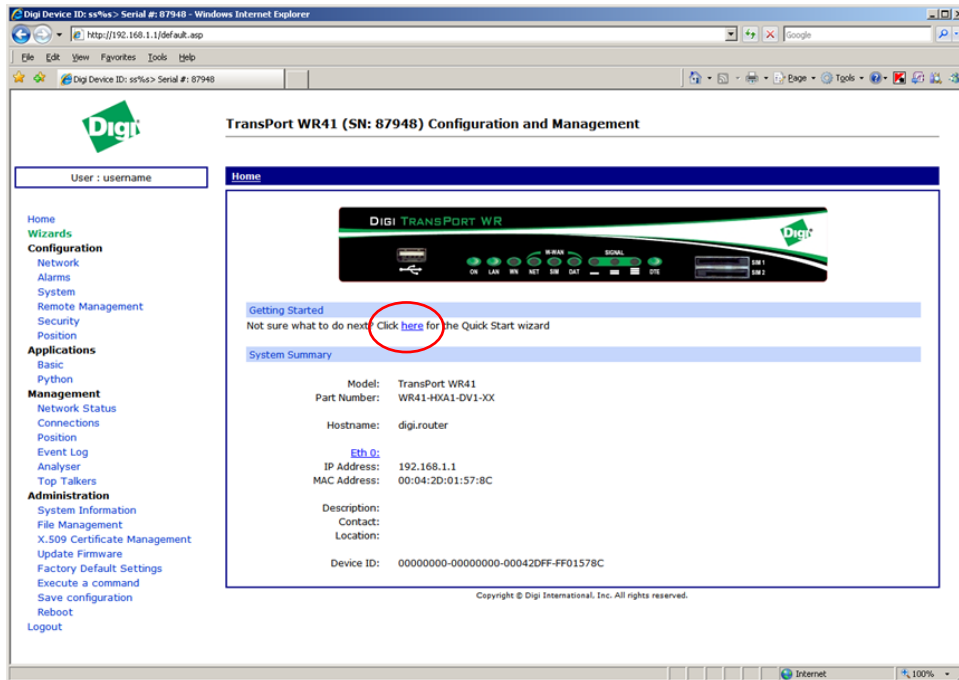 Digi Device ID: ss%s> Serial #: 87948 - Windows Internet Explorer
http://192.168.1.1/default.asp
Google
File Edit View Favorites Tools Help
Digi Device ID: ss%s> Serial #: 87948
Page Tools
Digi
TransPort WR41 (SN: 87948) Configuration and Management
User : username
Home
Home
Wizards
Configuration
Network
Alarms
System
Remote Management
Security
Position
Applications
Basic
Python
Management
Network Status
Connections
Position
Event Log
Analyser
Top Talkers
Administration
System Information
File Management
X.509 Certificate Management
Update Firmware
Factory Default Settings
Execute a command
Save configuration
Reboot
Logout
DIGI TRANSPORT WR
Digi
W-WAN SIGNAL
ON LAN WN NET SIM DAT DTE
SIM 1
SIM 2
Getting Started
Not sure what to do next? Click here for the Quick Start wizard
System Summary
Model: TransPort WR41
Part Number: WR41-HXA1-DV1-XX
Hostname: digi.router
Eth 0:
IP Address: 192.168.1.1
MAC Address: 00:04:2D:01:57:8C
Description:
Contact:
Location:
Device ID: 00000000-00000000-00042DFF-FF01578C
Copyright © Digi International, Inc. All rights reserved.
Internet
100%